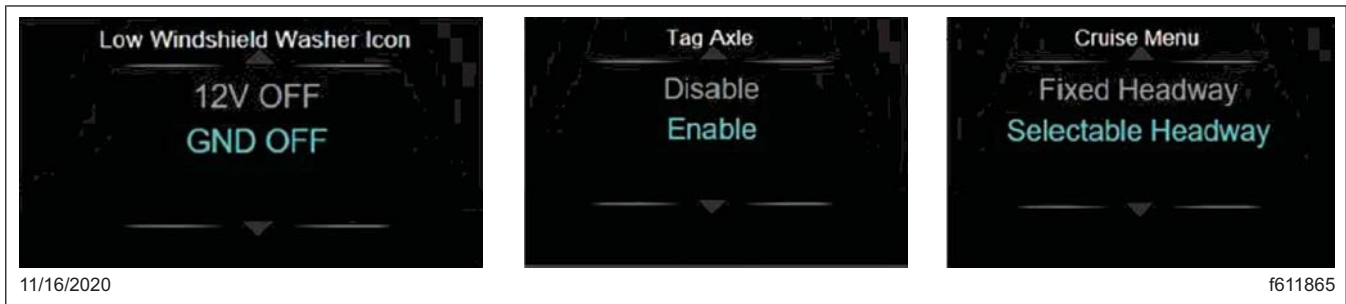 Low Windshield Washer Icon
12V OFF
GND OFF
Tag Axle
Disable
Enable
Cruise Menu
Fixed Headway
Selectable Headway
11/16/2020
f611865